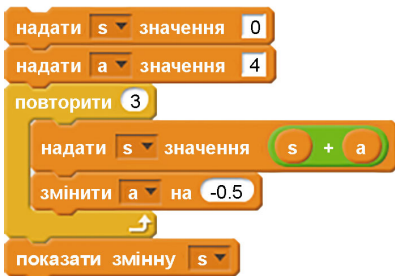 надати s значення 0
надати a значення 4
повторити 3
надати s значення s + a
змінити a на -0.5
показати змінну s